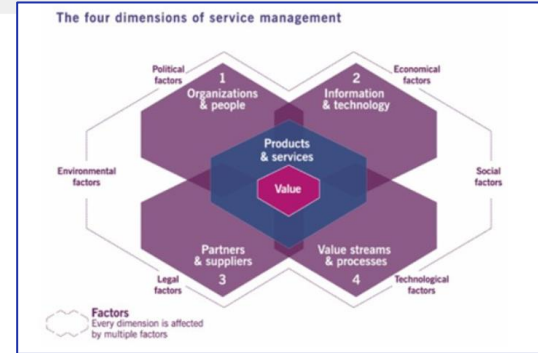 The four dimensions of service management
Political
factors
1
Organizations
& people
2
Information
& technology
Economical
factors
Products
& services
Environmental
factors
Value
Social
factors
Partners
& suppliers
3
Value streams
& processes
4
Legal
factors
Technological
factors
Factors
Every dimension is affected
by multiple factors